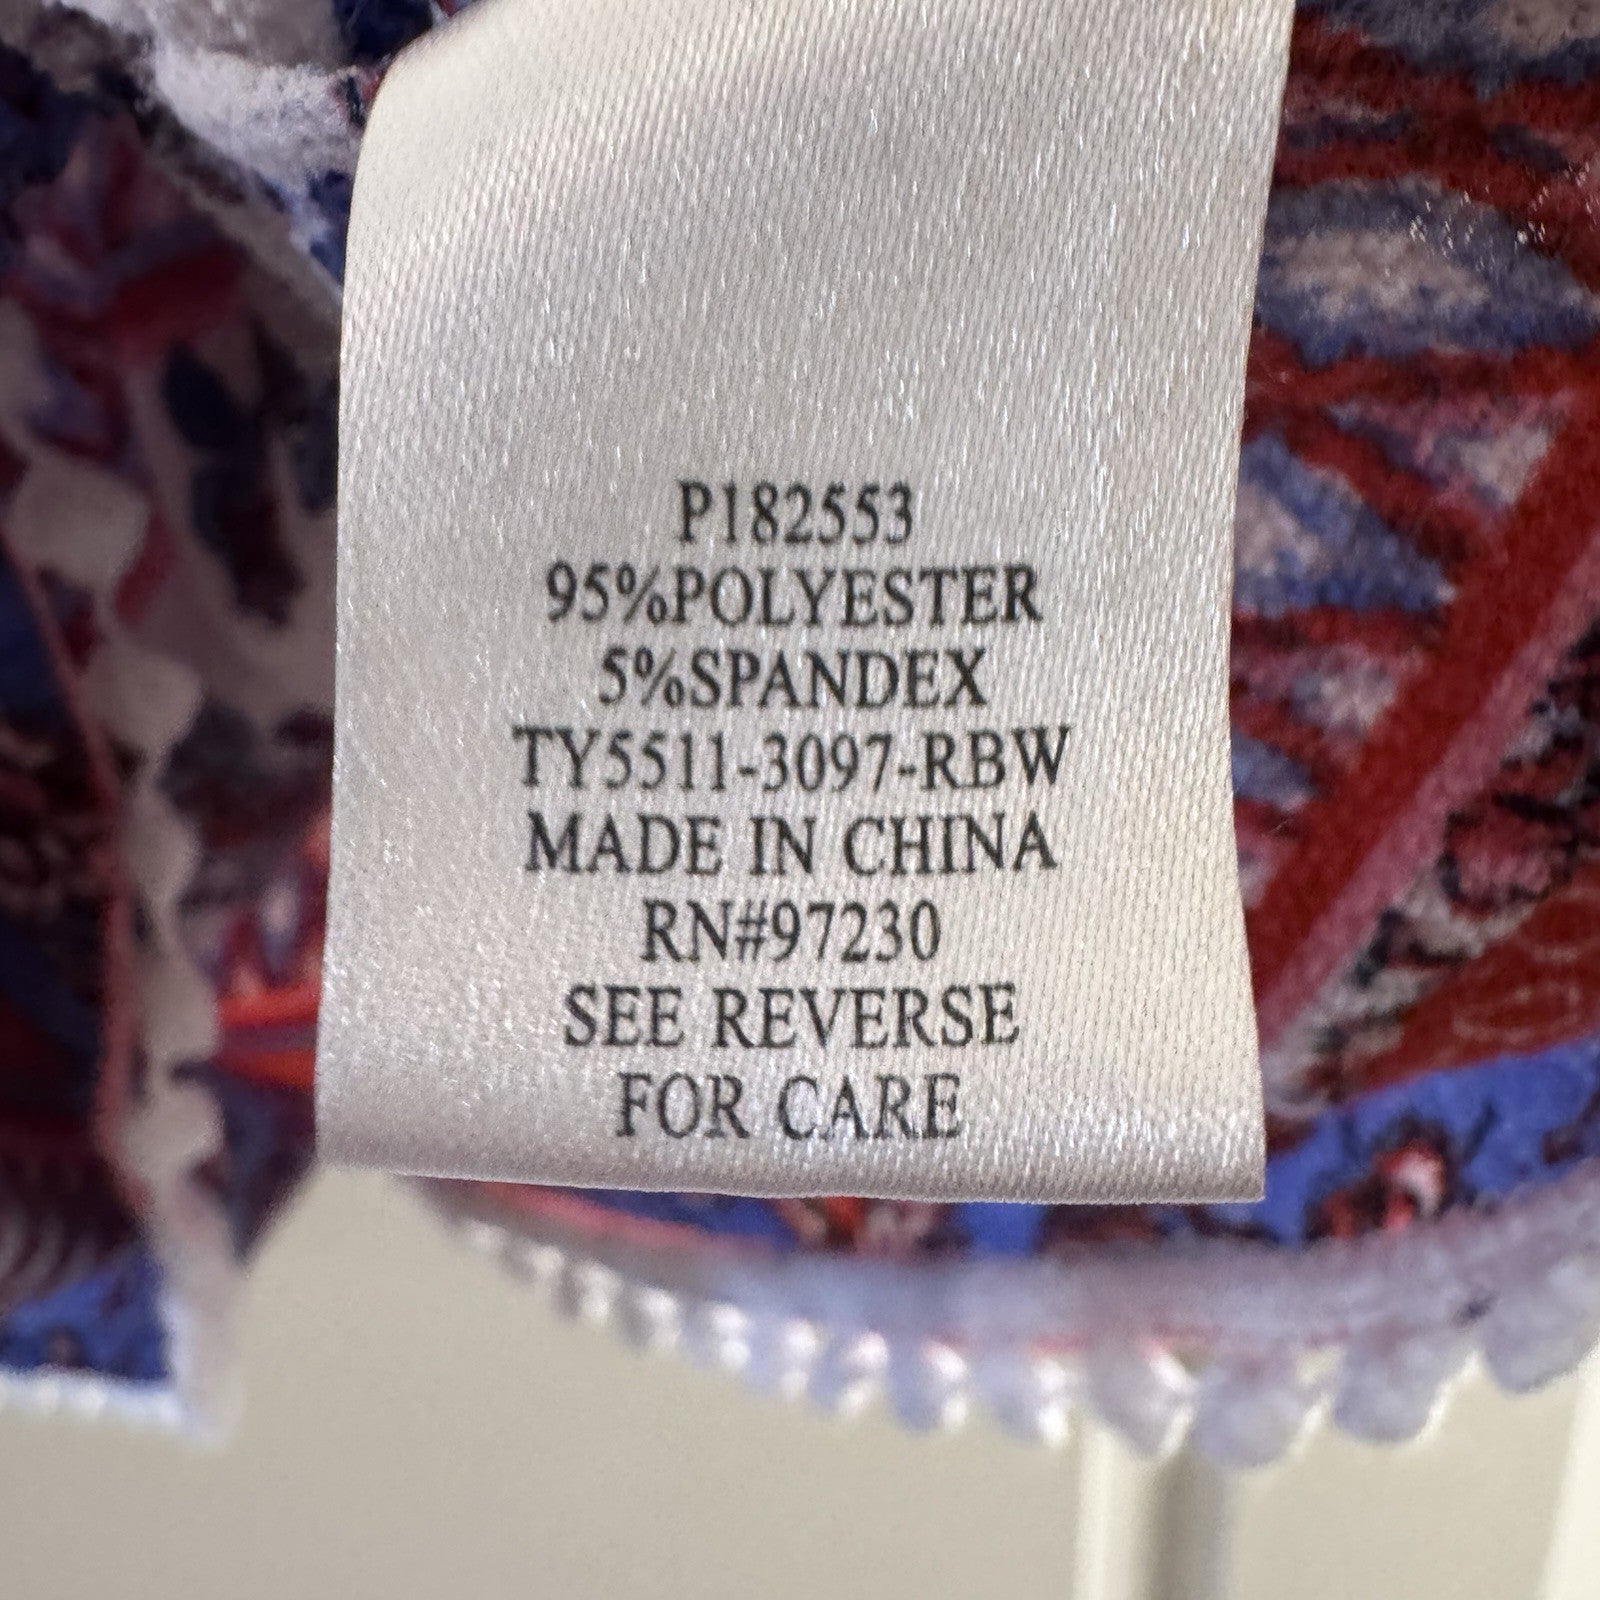 P182553
95%POLYESTER
5%SPANDEX
TY5511-3097-RBW
MADE IN CHINA
RN#97230
SEE REVERSE
FOR CARE